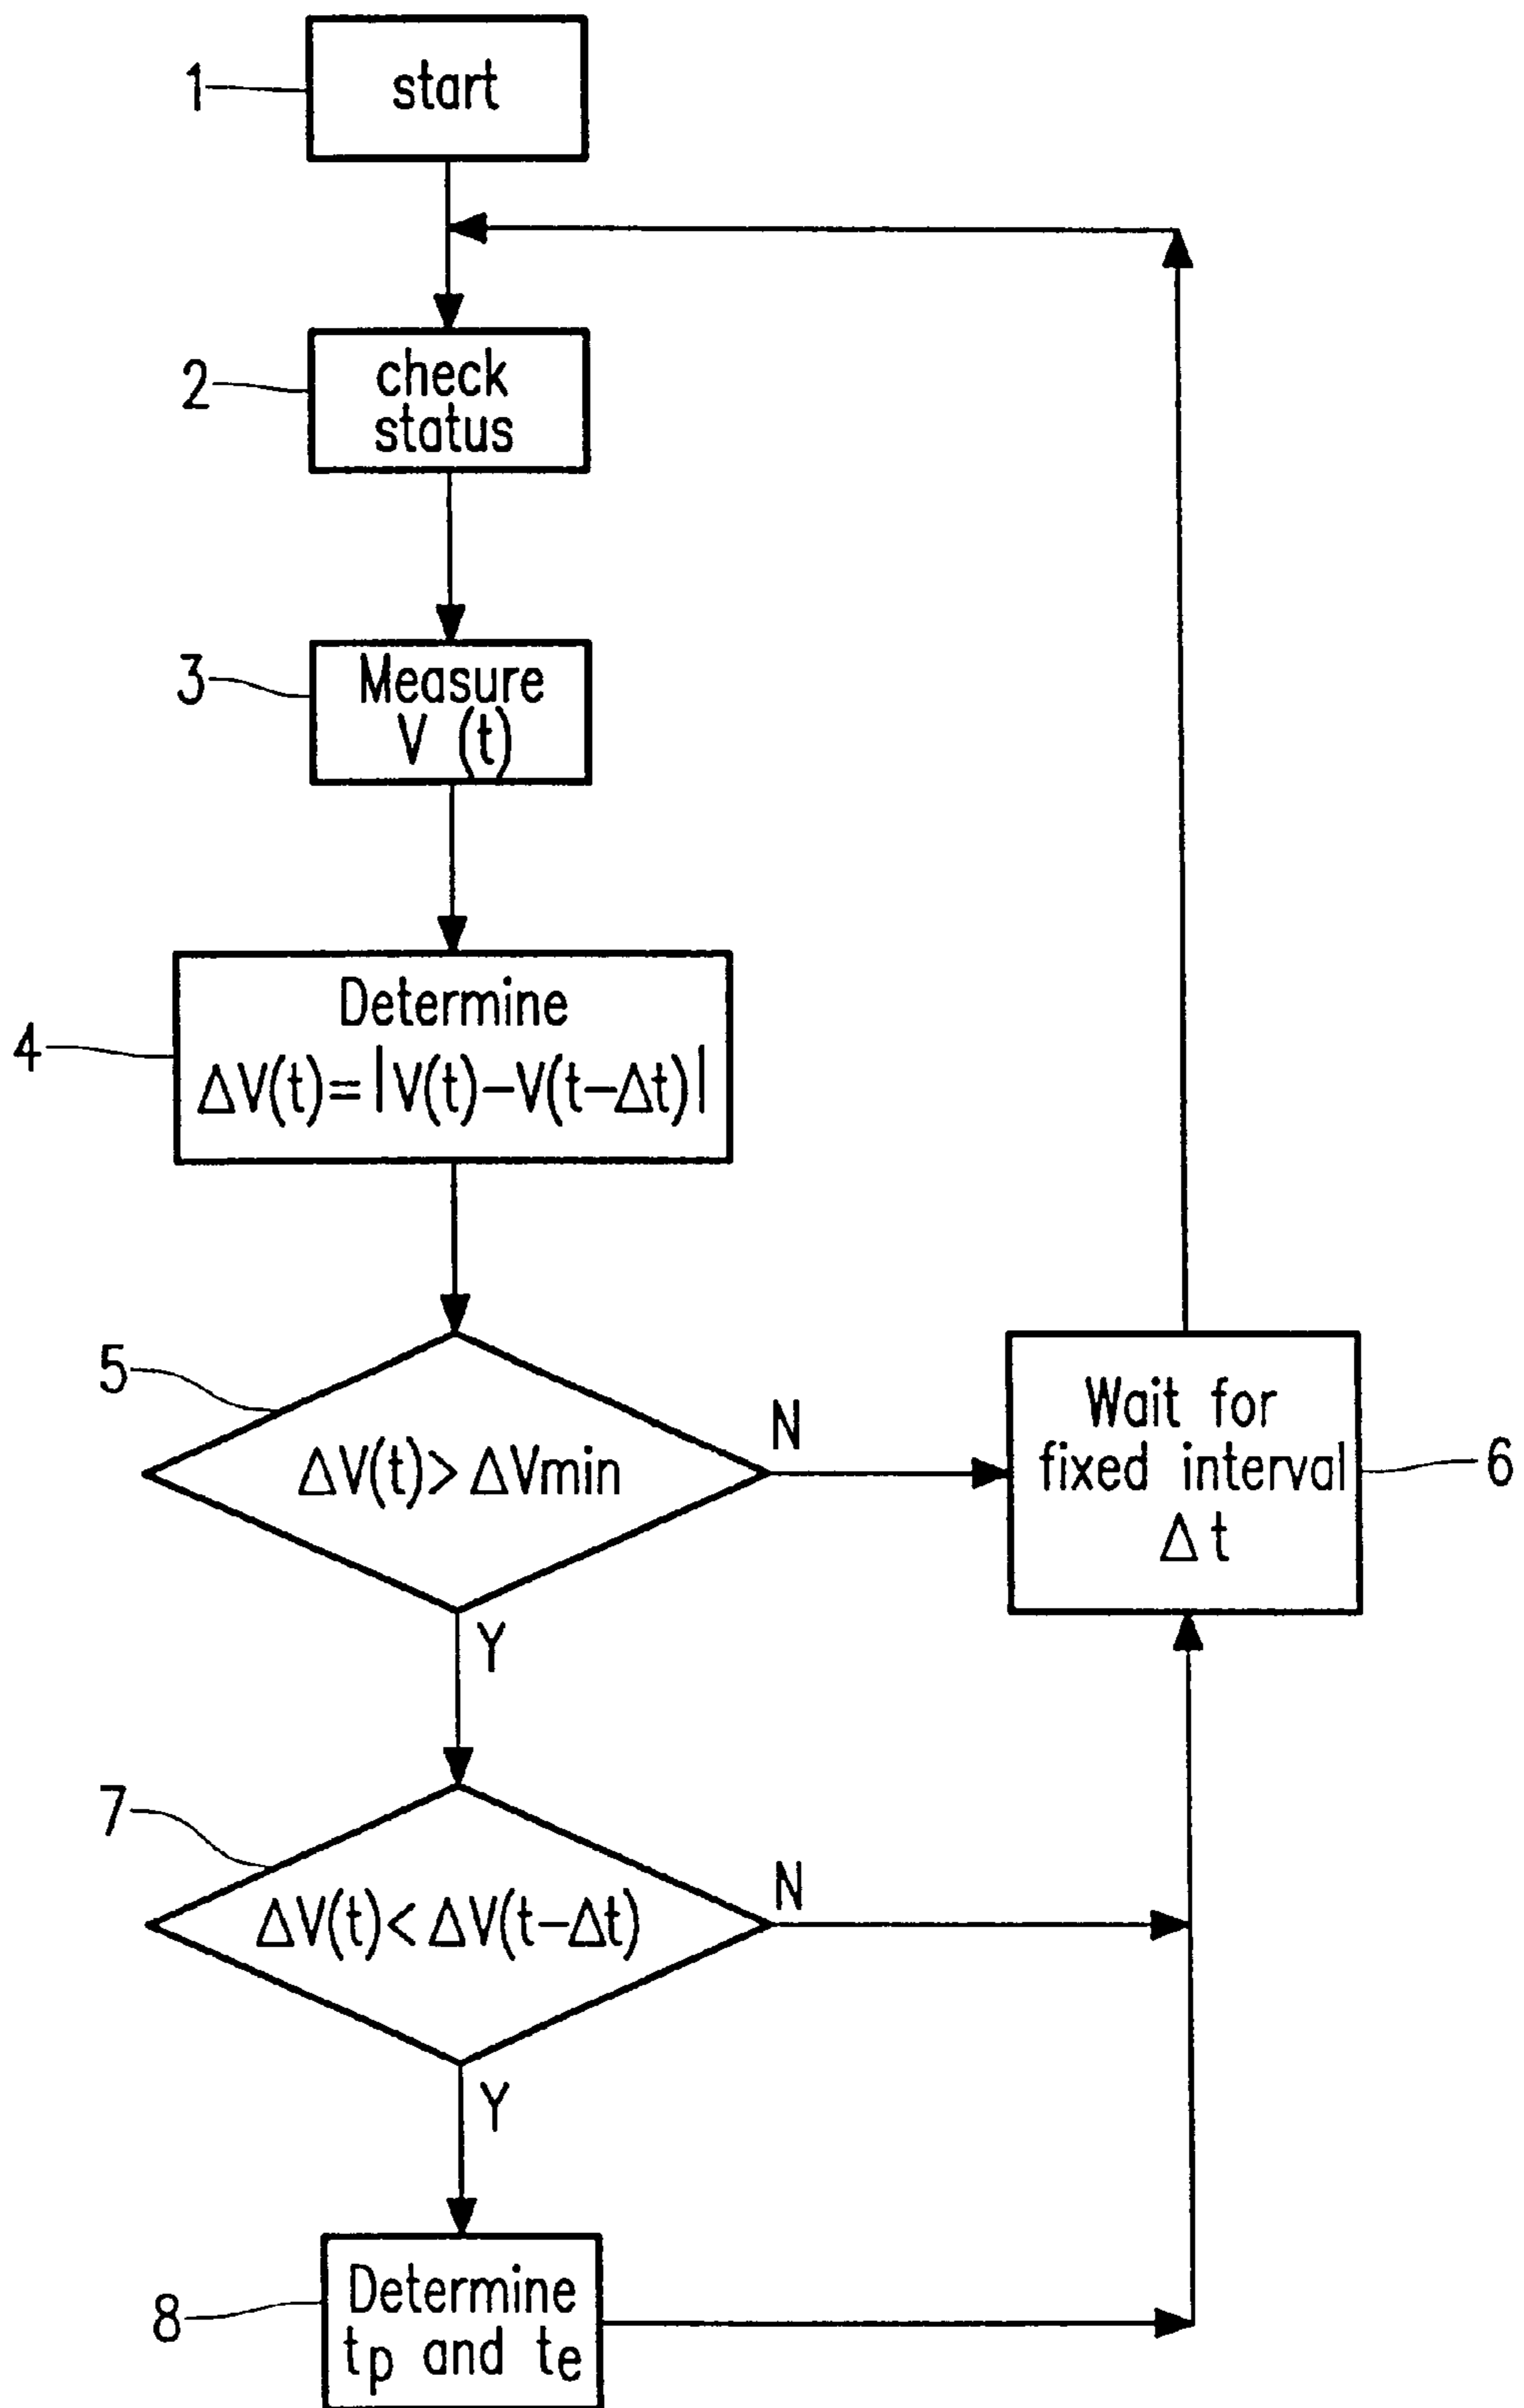 1
start
2
check
status
3
Measure
V (t)
4
Determine
ΔV(t)=|V(t)−V(t−Δt)|
5
ΔV(t)>ΔVmin
N
Y
Wait for
fixed interval
Δt
6
7
ΔV(t)<ΔV(t−Δt)
N
Y
8
Determine
tp and te